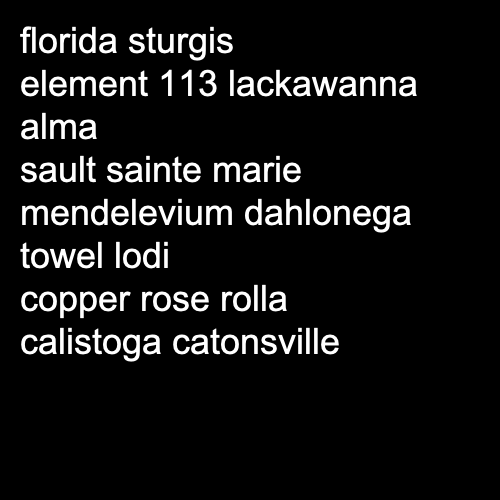 florida sturgis
element 113 lackawanna
alma
sault sainte marie
mendelevium dahlonega
towel lodi
copper rose rolla
calistoga catonsville